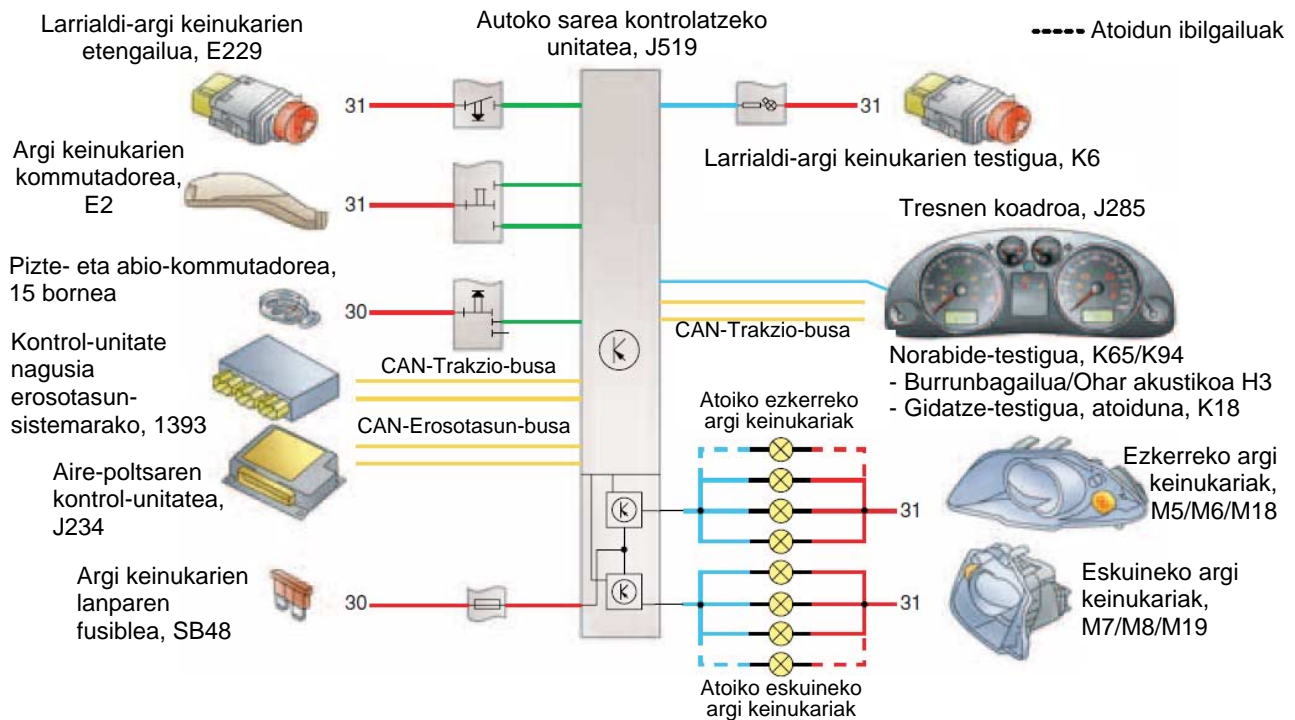 Larrialdi-argi keinukarien
etengailua, E229
Autoko sarea kontrolatzeko
unitatea, J519
Atoidun ibilgailuak
31
31
Larrialdi-argi keinukarien testigua, K6
Argi keinukarien
kommutadorea,
E2
31
Tresnen koadroa, J285
Pizte- eta abio-kommutadorea,
15 bornea
30
CAN-Trakzio-busa
Kontrol-unitate
nagusia
erosotasun-
sistemarako, 1393
CAN-Trakzio-busa
CAN-Erosotasun-busa
Norabide-testigua, K65/K94
- Burrunbagailua/Ohar akustikoa H3
- Gidatze-testigua, atoiduna, K18
Aire-poltsaren
kontrol-unitatea,
J234
Atoiko ezkerreko
argi keinukariak
31
Ezkerreko argi
keinukariak,
M5/M6/M18
Argi keinukarien
lanparen
fusiblea, SB48
30
31
Eskuineko argi
keinukariak,
M7/M8/M19
Atoiko eskuineko
argi keinukariak